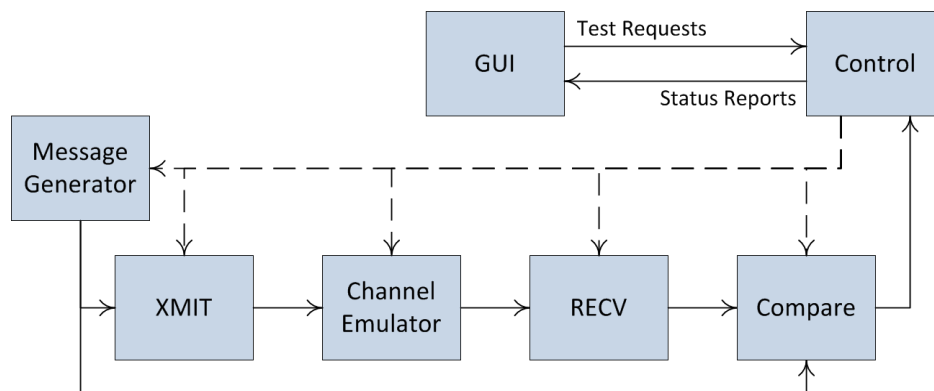 Test Requests
GUI
Control
Status Reports
Message
Generator
XMIT
Channel
Emulator
RECV
Compare